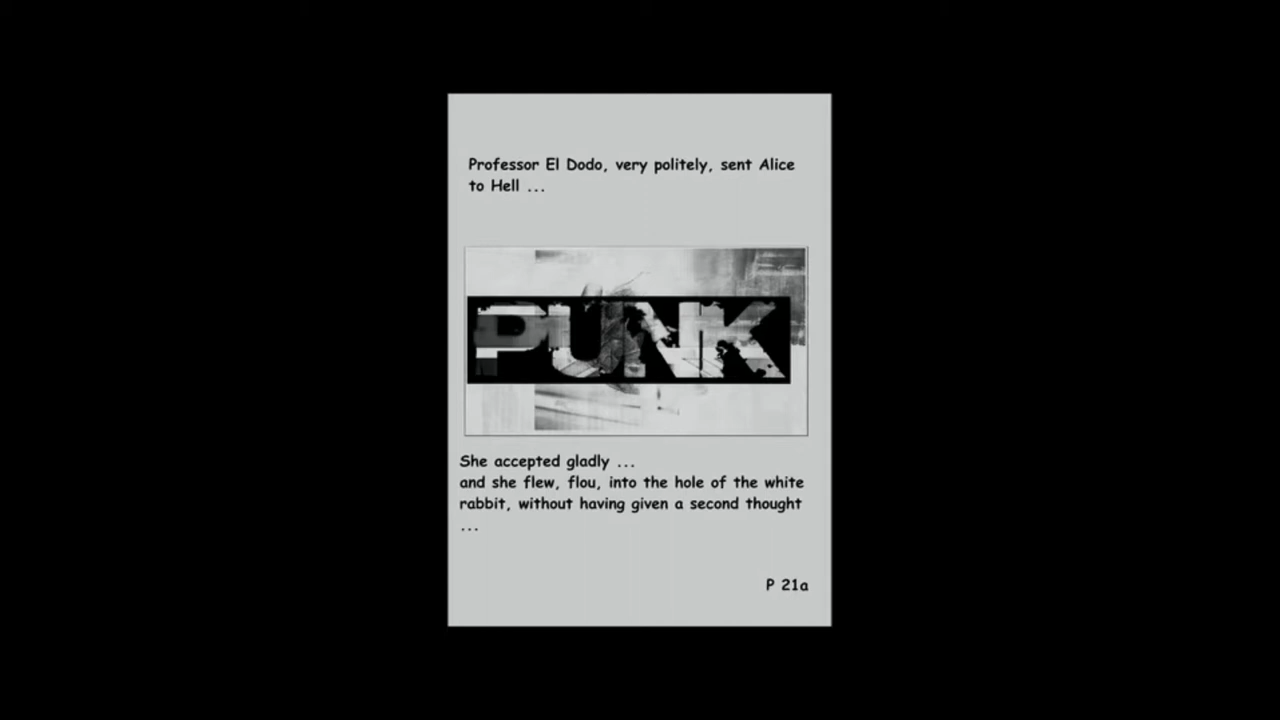 Professor El Dodo, very politely, sent Alice
to Hell ...
PUNK
She accepted gladly ...
and she flew, flou, into the hole of the white
rabbit, without having given a second thought
...
P 21a